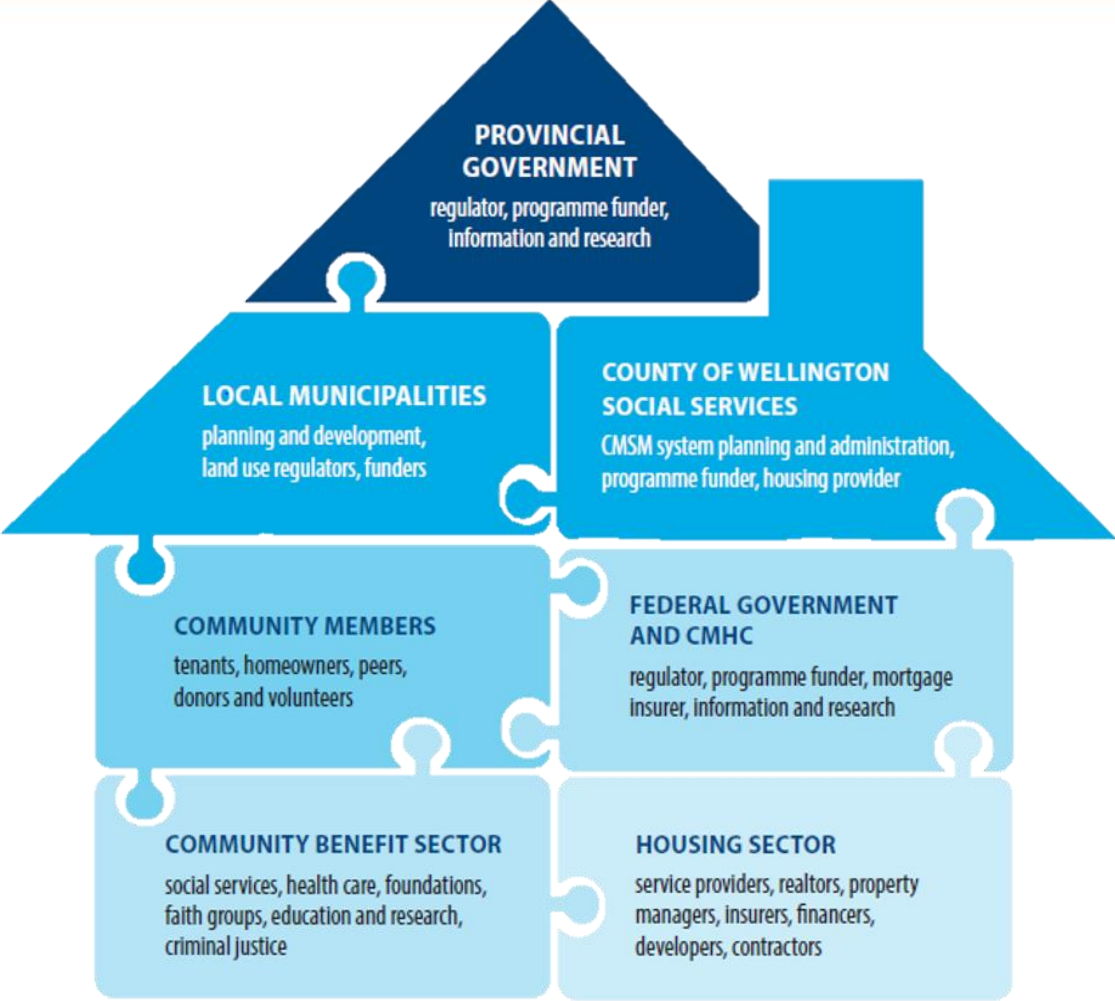 PROVINCIAL
GOVERNMENT
regulator, programme funder,
information and research
LOCAL MUNICIPALITIES
planning and development,
land use regulators, funders
COUNTY OF WELLINGTON
SOCIAL SERVICES
CMSM system planning and administration,
programme funder, housing provider
COMMUNITY MEMBERS
tenants, homeowners, peers,
donors and volunteers
FEDERAL GOVERNMENT
AND CMHC
regulator, programme funder, mortgage
insurer, information and research
COMMUNITY BENEFIT SECTOR
social services, health care, foundations,
faith groups, education and research,
criminal justice
HOUSING SECTOR
service providers, realtors, property
managers, insurers, financers,
developers, contractors